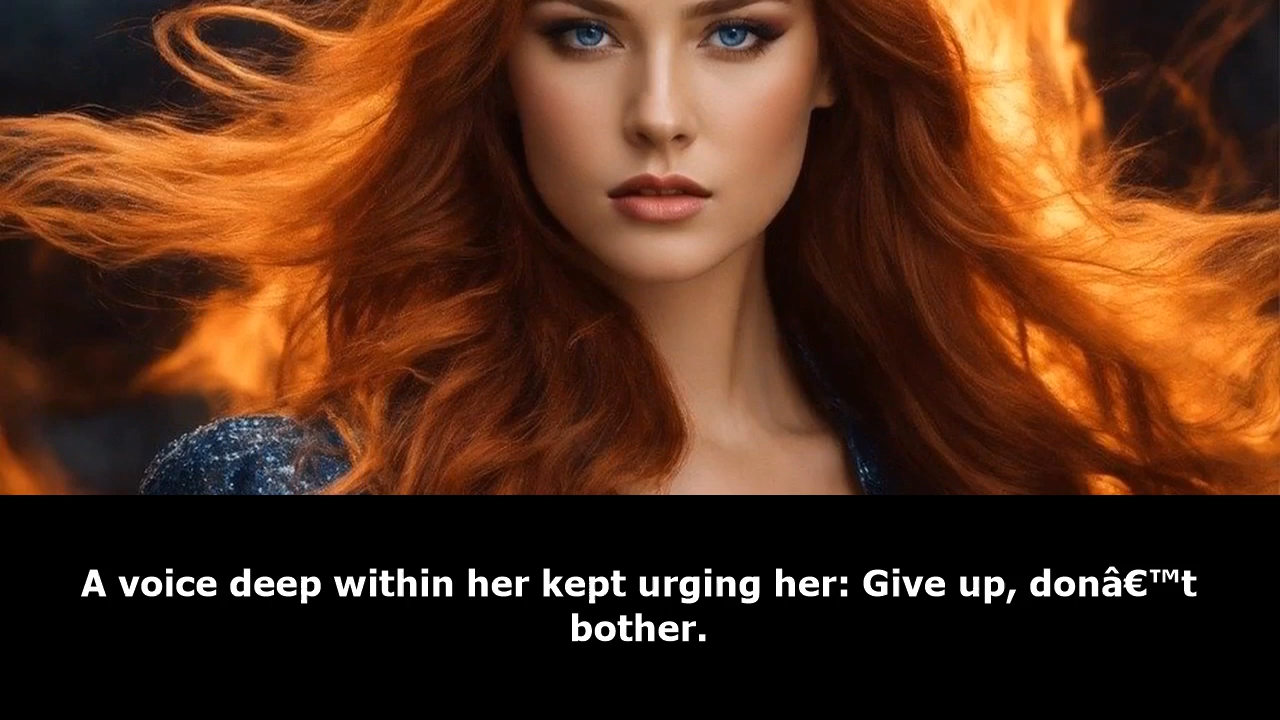 A voice deep within her kept urging her: Give up, donâ€™t
bother.